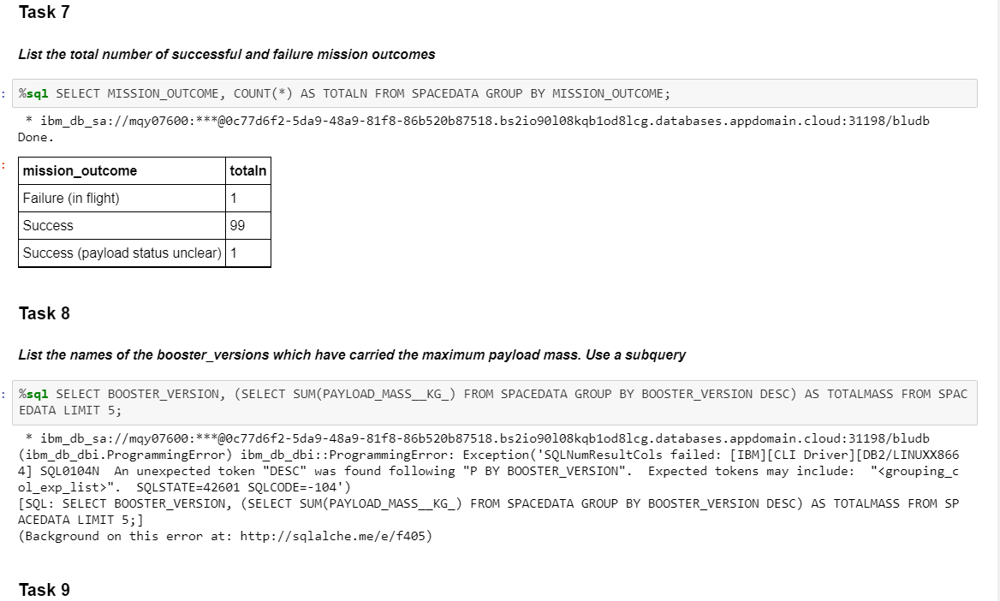 Task 7
List the total number of successful and failure mission outcomes
: %sql SELECT MISSION_OUTCOME, COUNT(*) AS TOTALN FROM SPACEDATA GROUP BY MISSION_OUTCOME;
* ibm_db_sa://mqy07600:***@0c77d6f2-5da9-48a9-81f8-86b520b87518.bs2io90l08kqb1od8lcg.databases.appdomain.cloud:31198/bludb
Done.
:
mission_outcome totaln
Failure (in flight) 1
Success 99
Success (payload status unclear) 1
Task 8
List the names of the booster_versions which have carried the maximum payload mass. Use a subquery
: %sql SELECT BOOSTER_VERSION, (SELECT SUM(PAYLOAD_MASS__KG_) FROM SPACEDATA GROUP BY BOOSTER_VERSION DESC) AS TOTALMASS FROM SPAC
EDATA LIMIT 5;
* ibm_db_sa://mqy07600:***@0c77d6f2-5da9-48a9-81f8-86b520b87518.bs2io90l08kqb1od8lcg.databases.appdomain.cloud:31198/bludb
(ibm_db_dbi.ProgrammingError) ibm_db_dbi::ProgrammingError: Exception('SQLNumResultCols failed: [IBM][CLI Driver][DB2/LINUXX866
4] SQL0104N  An unexpected token "DESC" was found following "P BY BOOSTER_VERSION".  Expected tokens may include:  "<grouping_c
ol_exp_list>".  SQLSTATE=42601 SQLCODE=-104')
[SQL: SELECT BOOSTER_VERSION, (SELECT SUM(PAYLOAD_MASS__KG_) FROM SPACEDATA GROUP BY BOOSTER_VERSION DESC) AS TOTALMASS FROM SP
ACEDATA LIMIT 5;]
(Background on this error at: http://sqlalche.me/e/f405)
Task 9